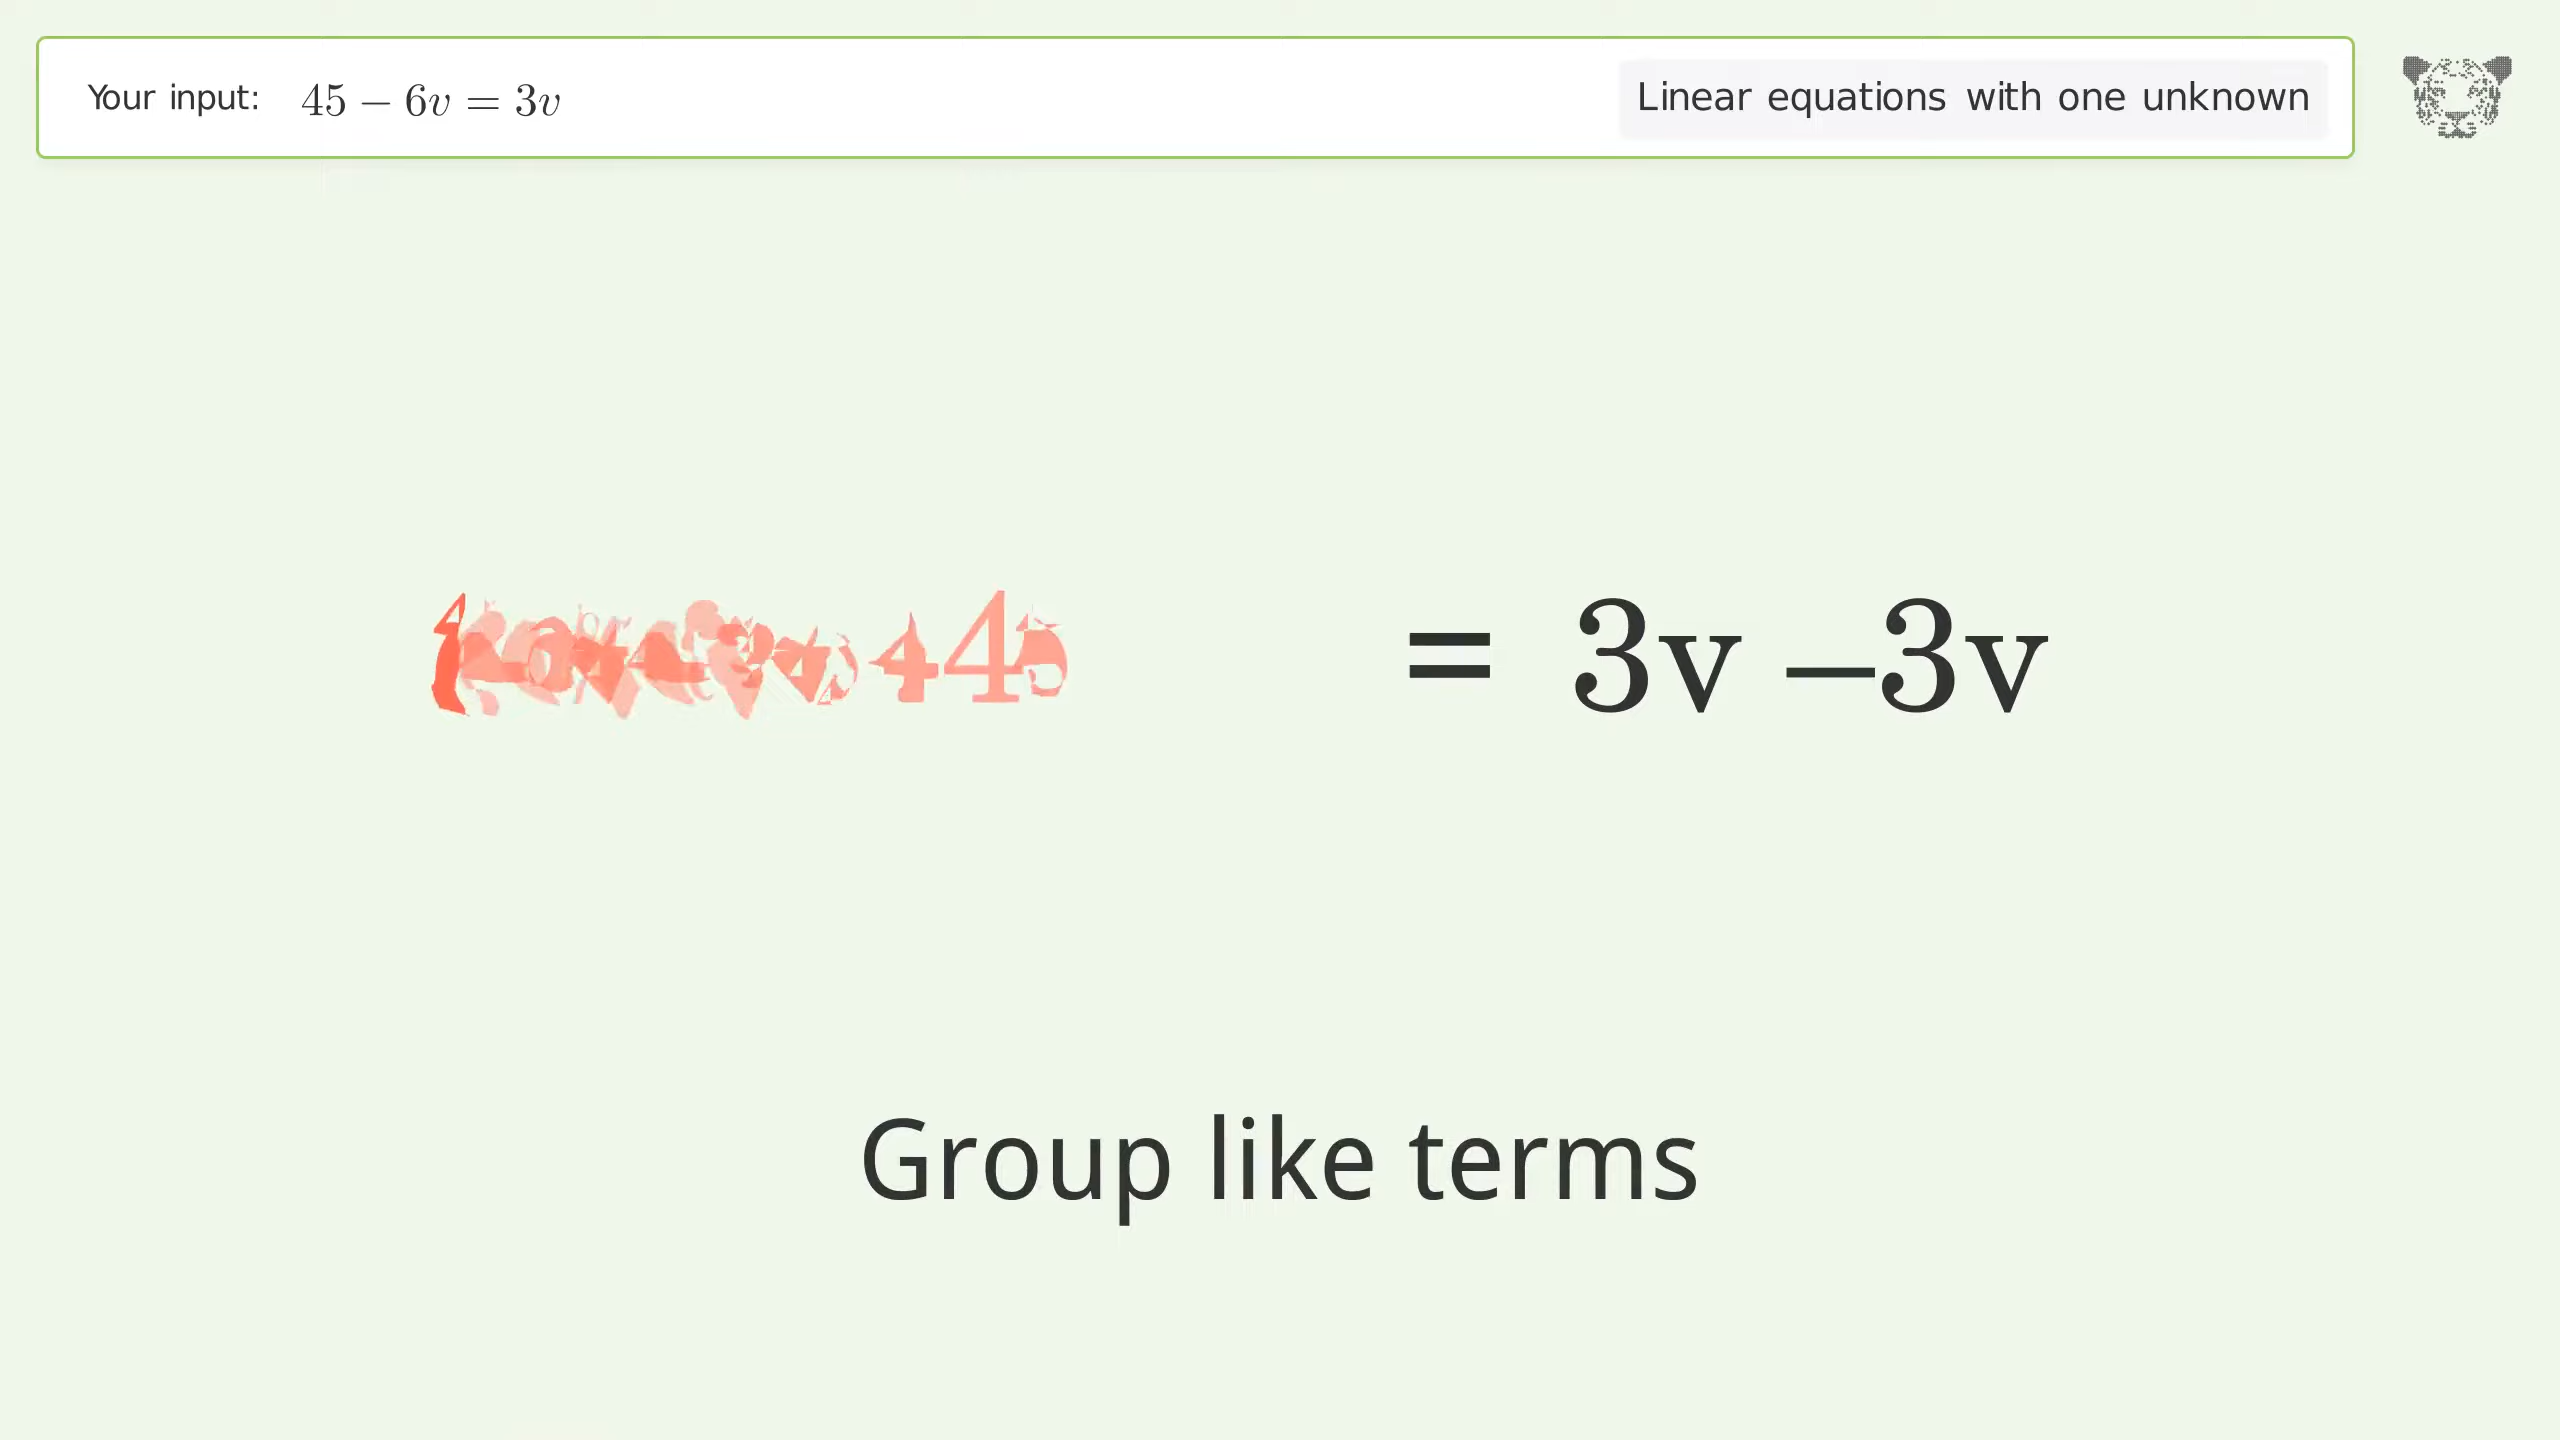 Your input: 45 − 6v = 3v
Linear equations with one unknown
= 3v −3v
Group like terms